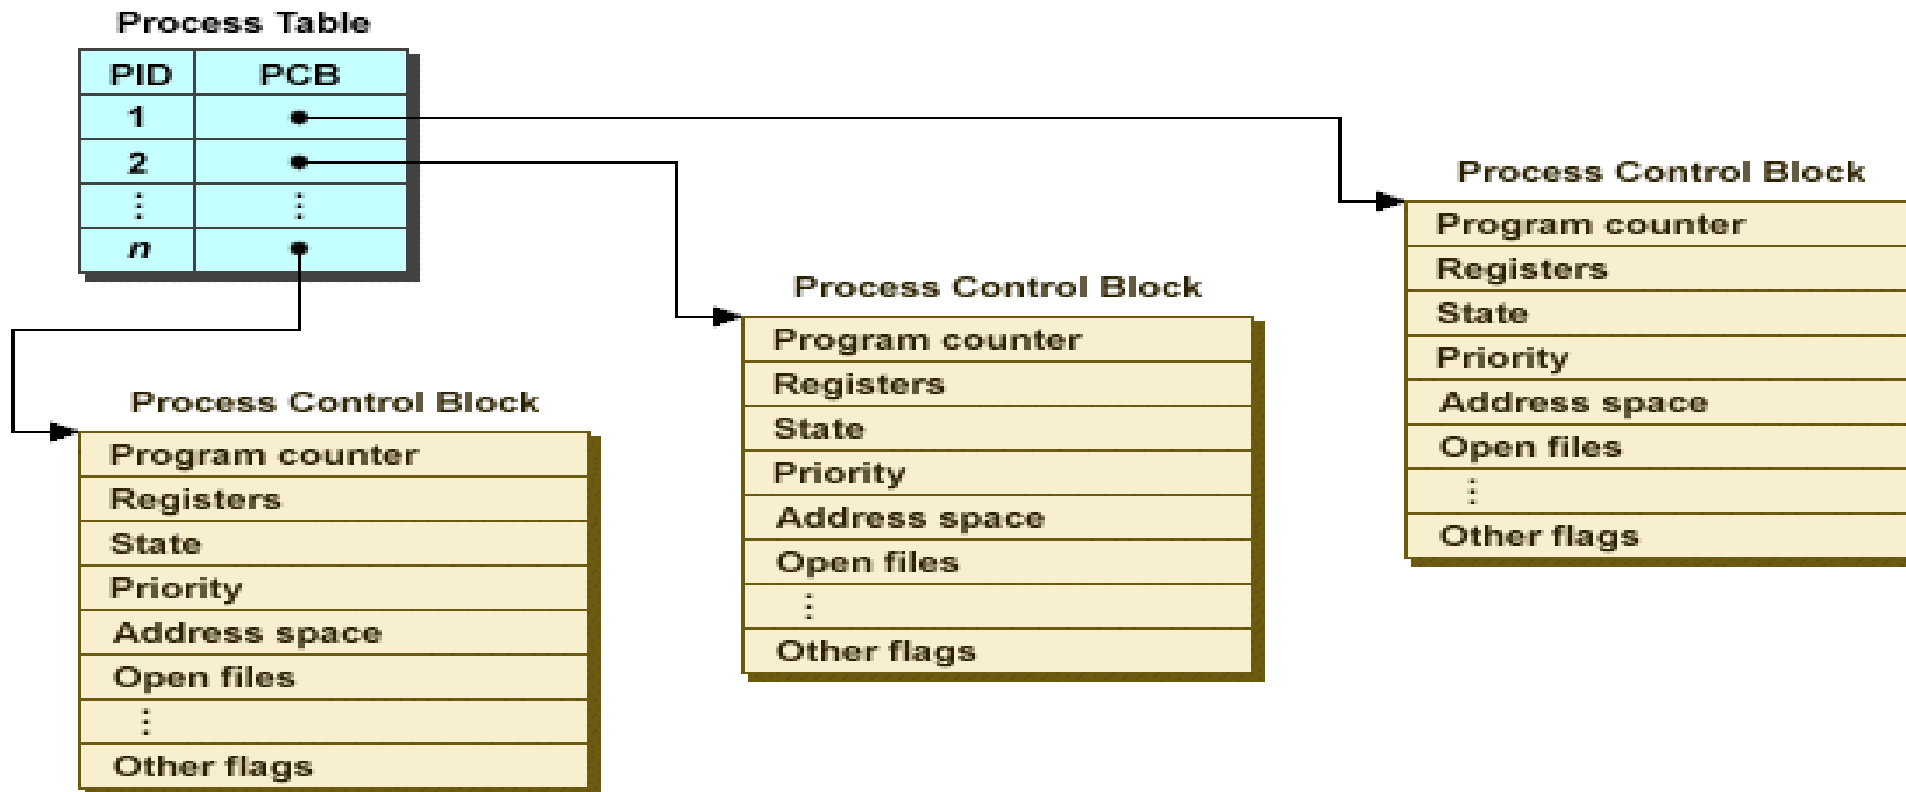 Process Table
PID PCB
1
2
⋮ ⋮
n
Process Control Block
Program counter
Registers
State
Priority
Address space
Open files
⋮
Other flags
Process Control Block
Program counter
Registers
State
Priority
Address space
Open files
⋮
Other flags
Process Control Block
Program counter
Registers
State
Priority
Address space
Open files
⋮
Other flags